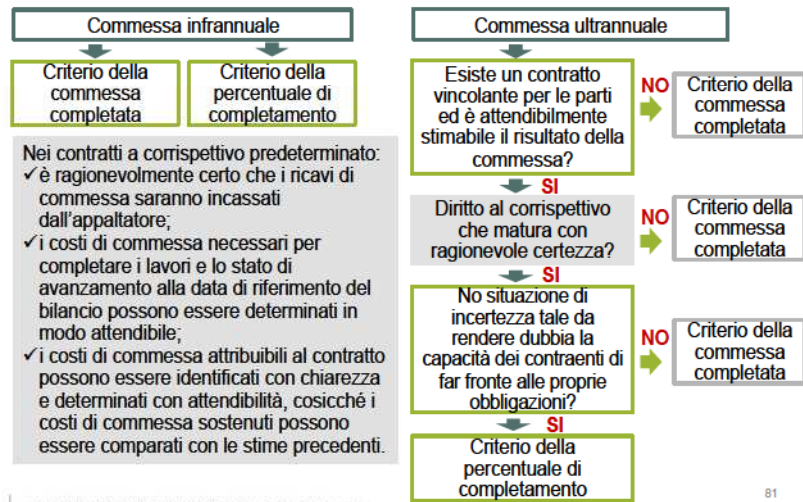 Commessa infrannuale
Criterio della
commessa
completata
Criterio della
percentuale di
completamento
Nei contratti a corrispettivo predeterminato:
✓è ragionevolmente certo che i ricavi di
commessa saranno incassati
dall'appaltatore;
✓i costi di commessa necessari per
completare i lavori e lo stato di
avanzamento alla data di riferimento del
bilancio possono essere determinati in
modo attendibile;
✓i costi di commessa attribuibili al contratto
possono essere identificati con chiarezza
e determinati con attendibilità, cosicché i
costi di commessa sostenuti possono
essere comparati con le stime precedenti.
Commessa ultrannuale
Esiste un contratto
vincolante per le parti
ed è attendibilmente
stimabile il risultato della
commessa?
NO
Criterio della
commessa
completata
SI
Diritto al corrispettivo
che matura con
ragionevole certezza?
NO
Criterio della
commessa
completata
SI
No situazione di
incertezza tale da
rendere dubbia la
capacità dei contraenti di
far fronte alle proprie
obbligazioni?
NO
Criterio della
commessa
completata
SI
Criterio della
percentuale di
completamento
81